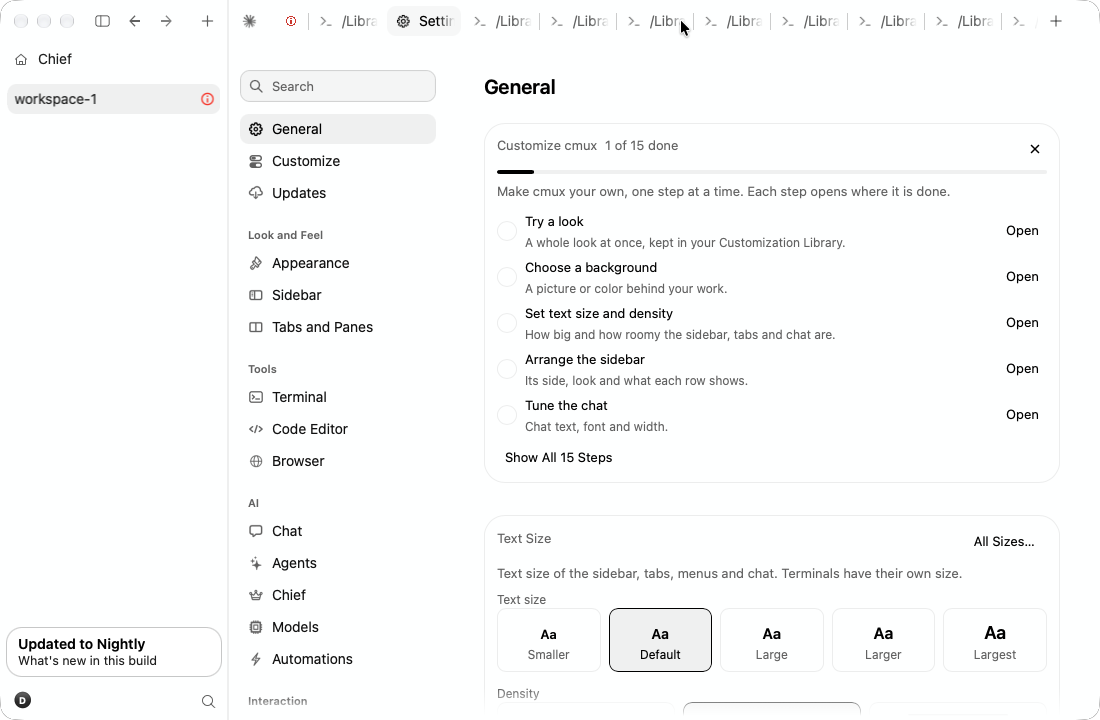 /Libra
Settin
/Libra
/Libra
/Libr
/Libra
/Libra
/Libra
/Libra
Chief
workspace-1
Search
General
Customize
Updates
Look and Feel
Appearance
Sidebar
Tabs and Panes
Tools
Terminal
Code Editor
Browser
AI
Chat
Agents
Chief
Models
Automations
Interaction
Updated to Nightly
What's new in this build
D
General
Customize cmux 1 of 15 done
Make cmux your own, one step at a time. Each step opens where it is done.
Try a look
A whole look at once, kept in your Customization Library.
Open
Choose a background
A picture or color behind your work.
Open
Set text size and density
How big and how roomy the sidebar, tabs and chat are.
Open
Arrange the sidebar
Its side, look and what each row shows.
Open
Tune the chat
Chat text, font and width.
Open
Show All 15 Steps
Text Size
All Sizes...
Text size of the sidebar, tabs, menus and chat. Terminals have their own size.
Text size
Aa
Smaller
Aa
Default
Aa
Large
Aa
Larger
Aa
Largest
Density